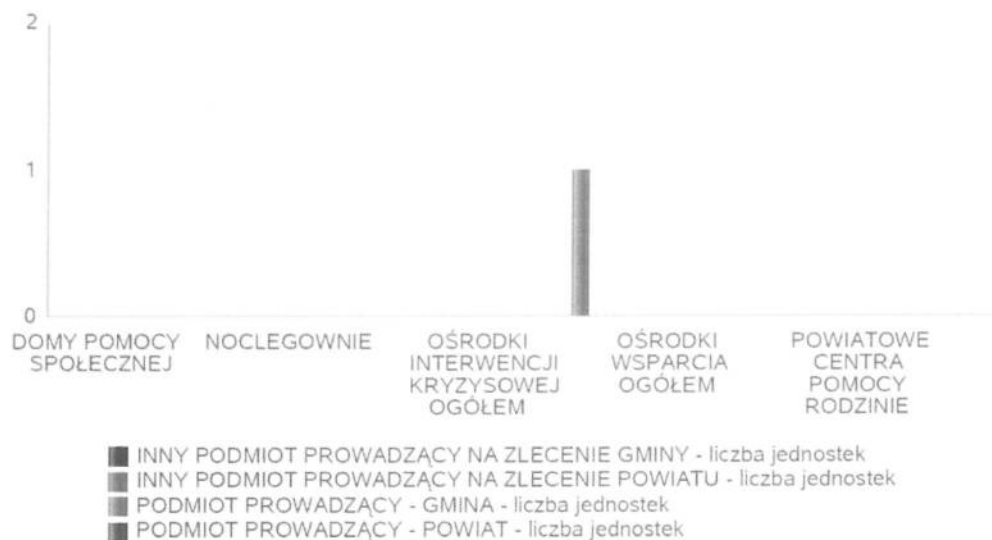 2
1
0
DOMY POMOCY
SPOŁECZNEJ
NOCLEGOWNIE
OŚRODKI
INTERWENCJI
KRYZYSOWEJ
OGÓŁEM
OŚRODKI
WSPARCIA
OGÓŁEM
POWIATOWE
CENTRA
POMOCY
RODZINIE
INNY PODMIOT PROWADZĄCY NA ZLECENIE GMINY - liczba jednostek
INNY PODMIOT PROWADZĄCY NA ZLECENIE POWIATU - liczba jednostek
PODMIOT PROWADZĄCY - GMINA - liczba jednostek
PODMIOT PROWADZĄCY - POWIAT - liczba jednostek